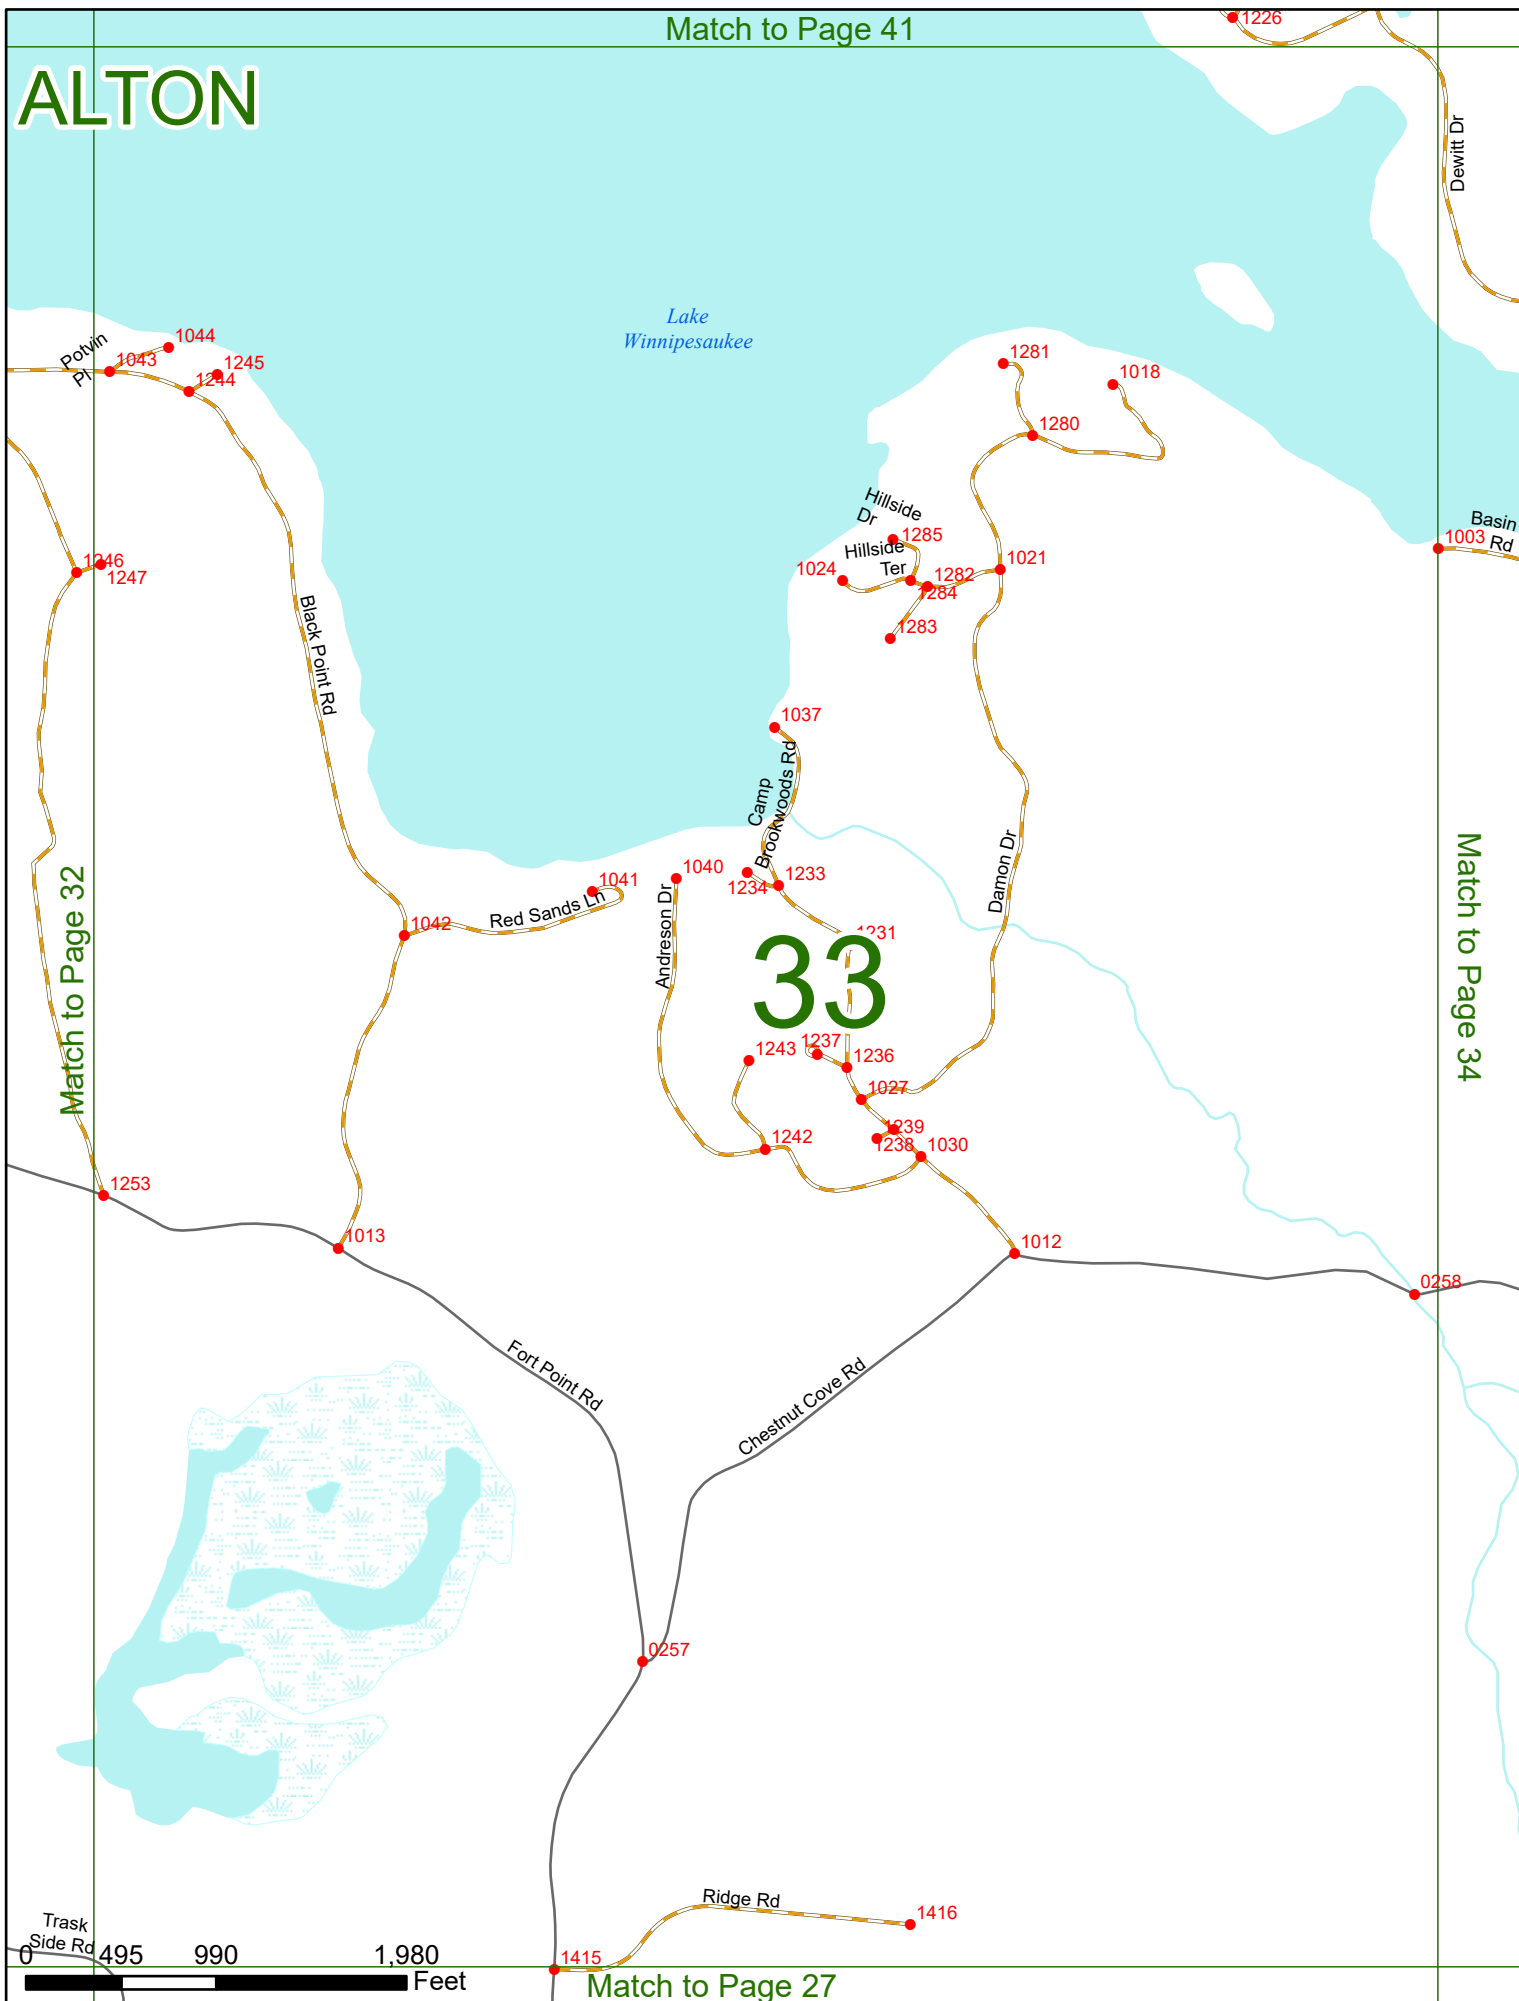 Match to Page 41
1226
ALTON
Dewitt Dr
Lake
Winnipesaukee
Potvin
Pl
1044
1043
1245
1244
1281
1018
1280
Hillside
Dr
1285
Hillside
Ter
1024
1282
1284
1021
1283
Basin
Rd
1003
1246
1247
Black Point Rd
1037
Camp
Brookwoods Rd
Damon Dr
Match to Page 32
Match to Page 34
1041
1040
1234
1233
Red Sands Ln
1042
Andreson Dr
1231
33
1243
1237
1236
1027
1239
1238
1242
1030
1253
1013
1012
0258
Fort Point Rd
Chestnut Cove Rd
0257
Ridge Rd
1416
Trask
Side Rd
1415
0 495 990 1,980
Feet
Match to Page 27